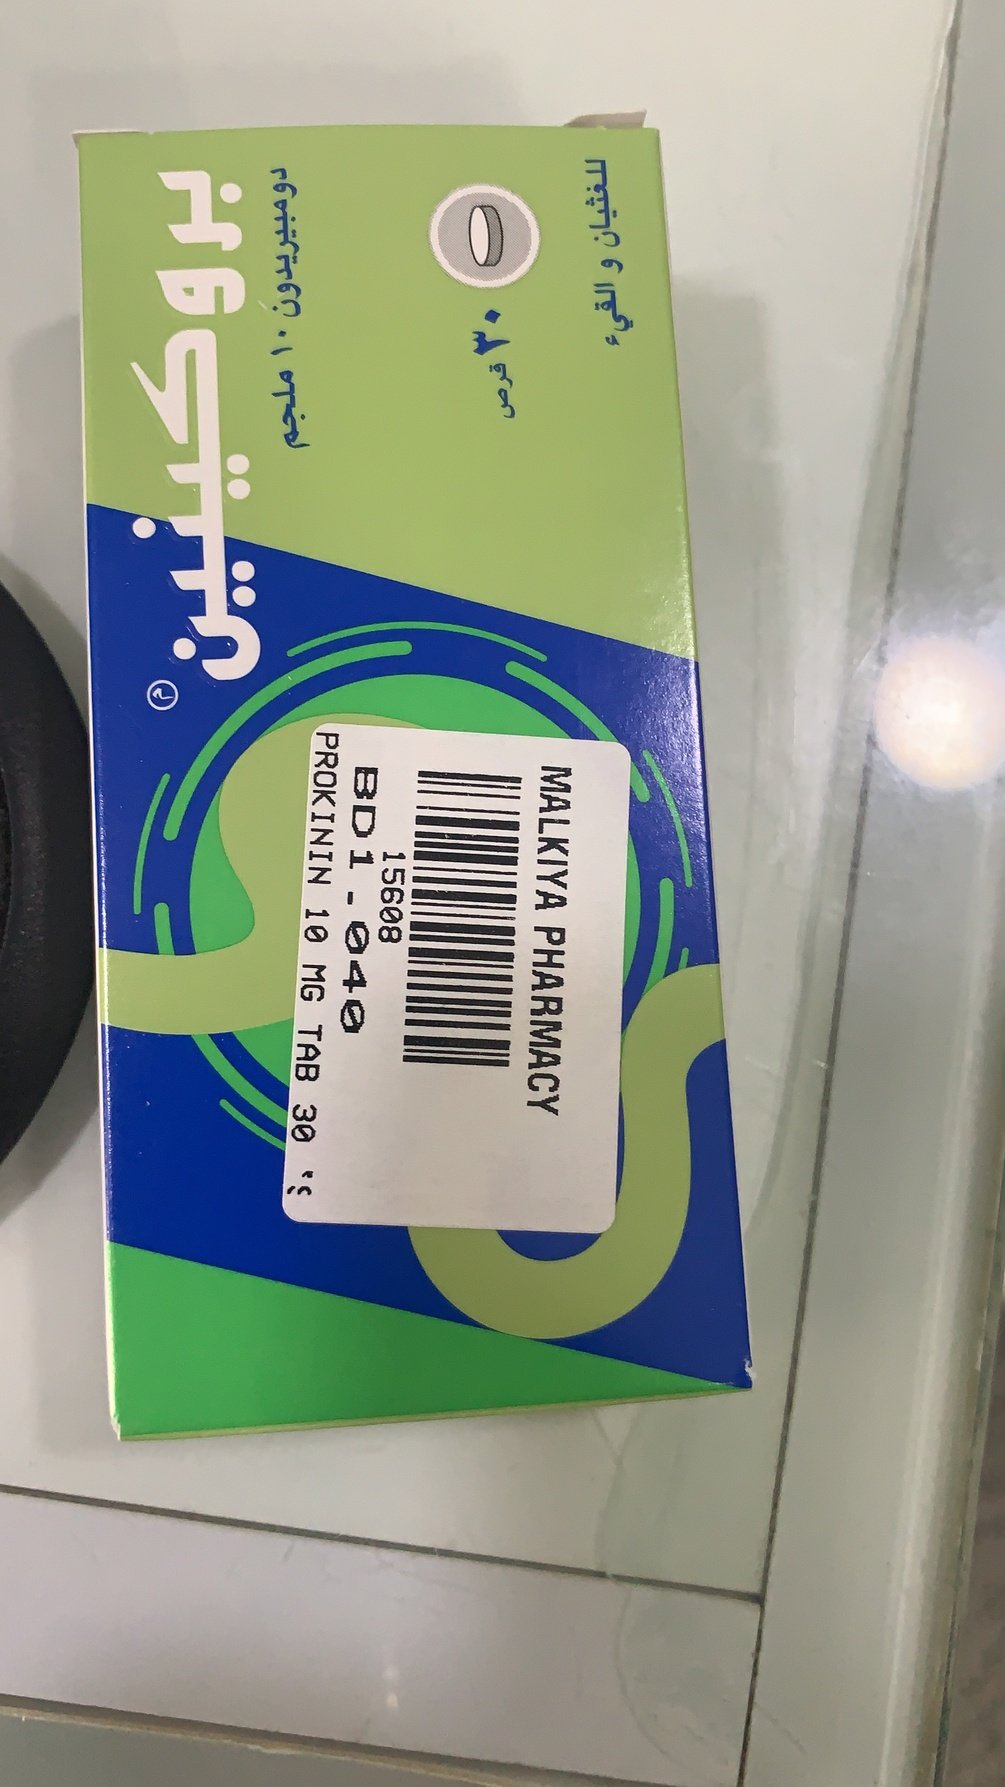 بروكينين
دومبيريدون ١٠ ملجم
٣٠ قرص
للغثيان و القيء
MALKIYA PHARMACY
15608
BD1-040
PROKININ 10 MG TAB 30